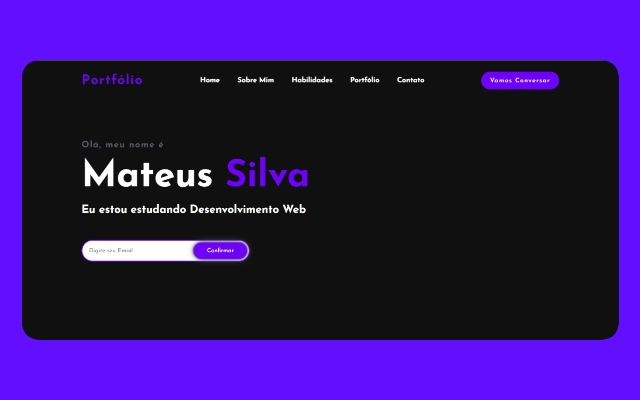 Portfólio
Home Sobre Mim Habilidades Portfólio Contato
Vamos Conversar
Olá, meu nome é
Mateus Silva
Eu estou estudando Desenvolvimento Web
Digite seu Email
Confirmar